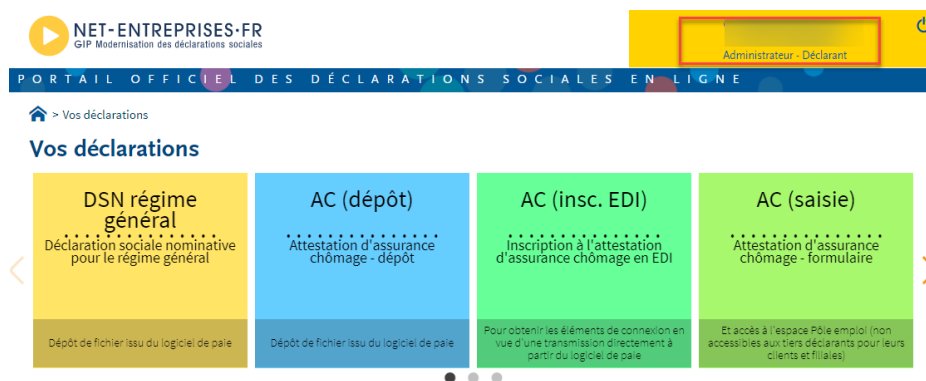 NET-ENTREPRISES·FR
GIP Modernisation des déclarations sociales
Administrateur - Déclarant
PORTAIL OFFICIEL DES DÉCLARATIONS SOCIALES EN LIGNE
> Vos déclarations
Vos déclarations
DSN régime
général
Déclaration sociale nominative
pour le régime général
Dépôt de fichier issu du logiciel de paie
AC (dépôt)
Attestation d'assurance
chômage - dépôt
Dépôt de fichier issu du logiciel de paie
AC (insc. EDI)
Inscription à l'attestation
d'assurance chômage en EDI
Pour obtenir les éléments de connexion en
vue d'une transmission directement à
partir du logiciel de paie
AC (saisie)
Attestation d'assurance
chômage - formulaire
Et accès à l'espace Pôle emploi (non
accessibles aux tiers déclarants pour leurs
clients et filiales)